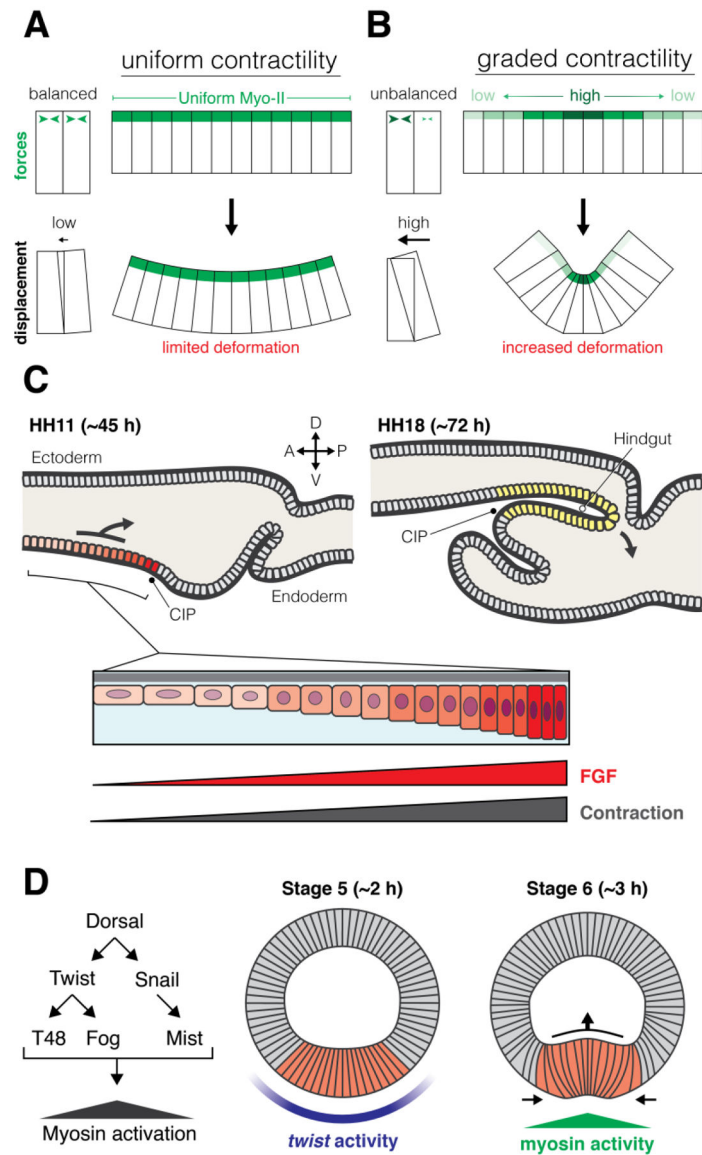 A
uniform contractility
balanced
Uniform Myo-II
forces
low
displacement
limited deformation
B
graded contractility
unbalanced
low
high
low
high
increased deformation
C
HH11 (~45 h)
Ectoderm
D
A
P
V
CIP
Endoderm
HH18 (~72 h)
Hindgut
CIP
FGF
Contraction
D
Dorsal
Twist
Snail
T48
Fog
Mist
Myosin activation
Stage 5 (~2 h)
twist activity
Stage 6 (~3 h)
myosin activity